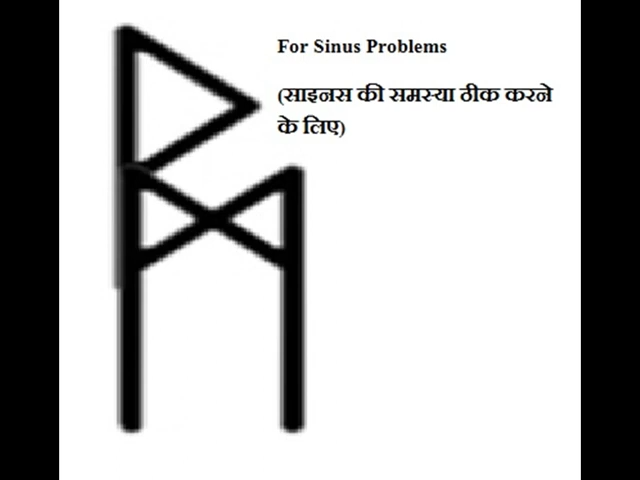 For Sinus Problems
(साइनस की समस्या ठीक करने
के लिए)